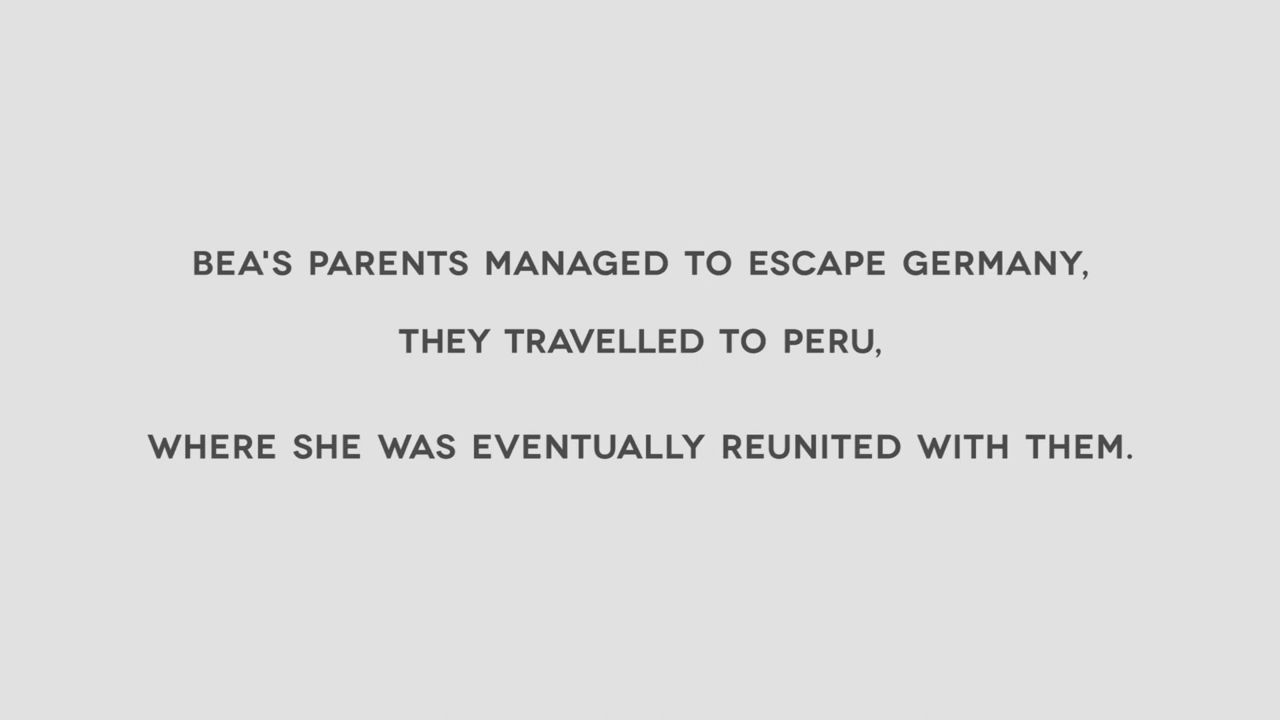 BEA'S PARENTS MANAGED TO ESCAPE GERMANY,
THEY TRAVELLED TO PERU,
WHERE SHE WAS EVENTUALLY REUNITED WITH THEM.